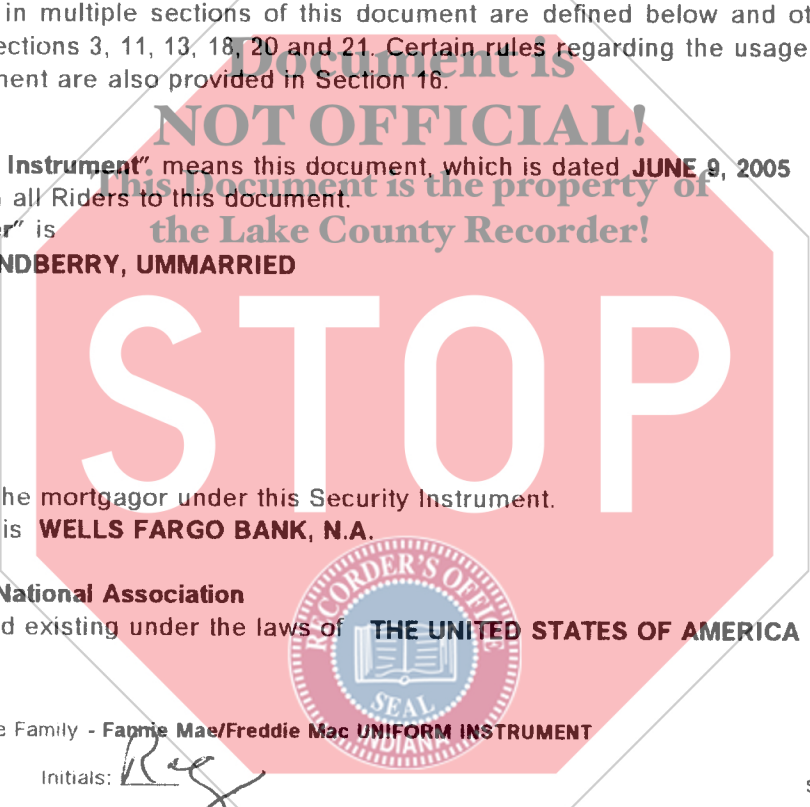 in multiple sections of this document are defined below and ot
ections 3, 11, 13, 18, 20 and 21. Certain rules regarding the usage
nent are also provided in Section 16.
Document is
NOT OFFICIAL!
Instrument" means this document, which is dated JUNE 9, 2005
This Document is the property of
all Riders to this document.
er" is
the Lake County Recorder!
NDBERRY, UMMARRIED
STOP
he mortgagor under this Security Instrument.
is WELLS FARGO BANK, N.A.
National Association
d existing under the laws of THE UNITED STATES OF AMERICA
RECORDER'S OFFICE
SEAL
INDIANA
e Family - Fannie Mae/Freddie Mac UNIFORM INSTRUMENT
Initials: